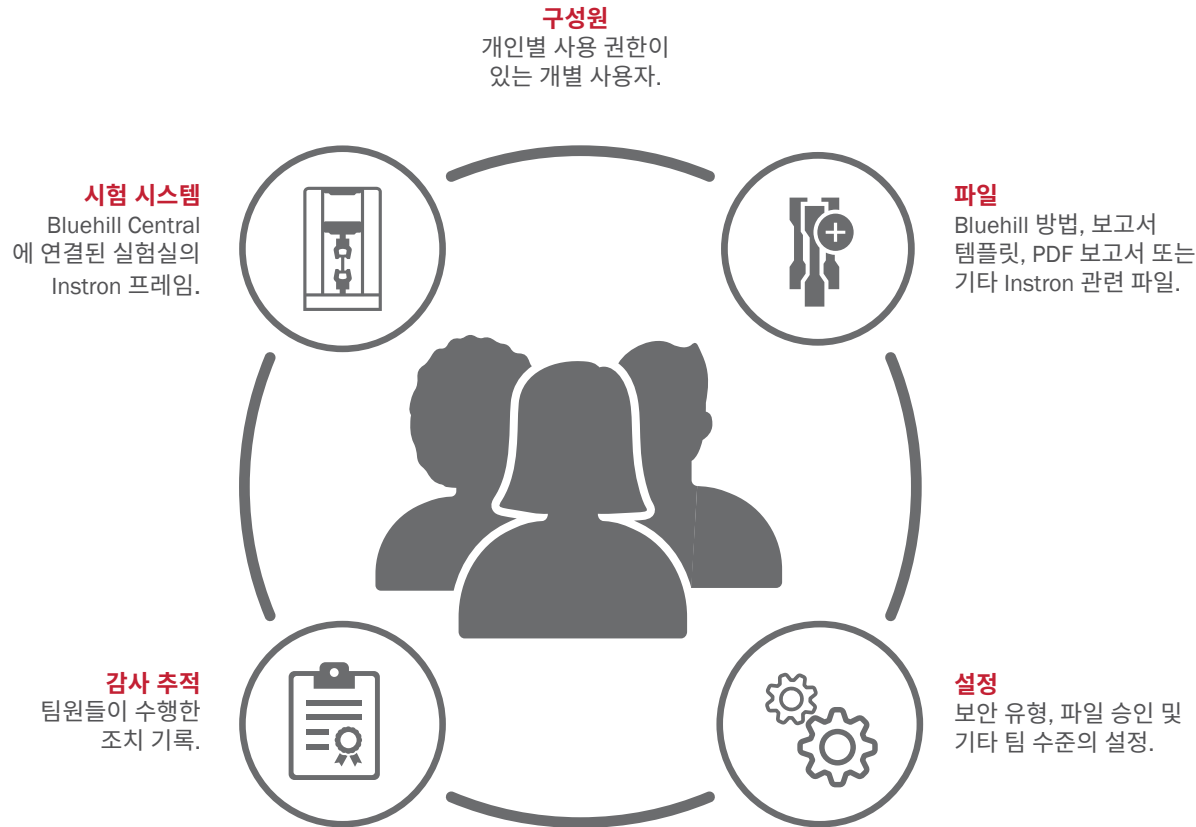 구성원
개인별 사용 권한이
있는 개별 사용자.
시험 시스템
Bluehill Central
에 연결된 실험실의
Instron 프레임.
파일
Bluehill 방법, 보고서
템플릿, PDF 보고서 또는
기타 Instron 관련 파일.
감사 추적
팀원들이 수행한
조치 기록.
설정
보안 유형, 파일 승인 및
기타 팀 수준의 설정.